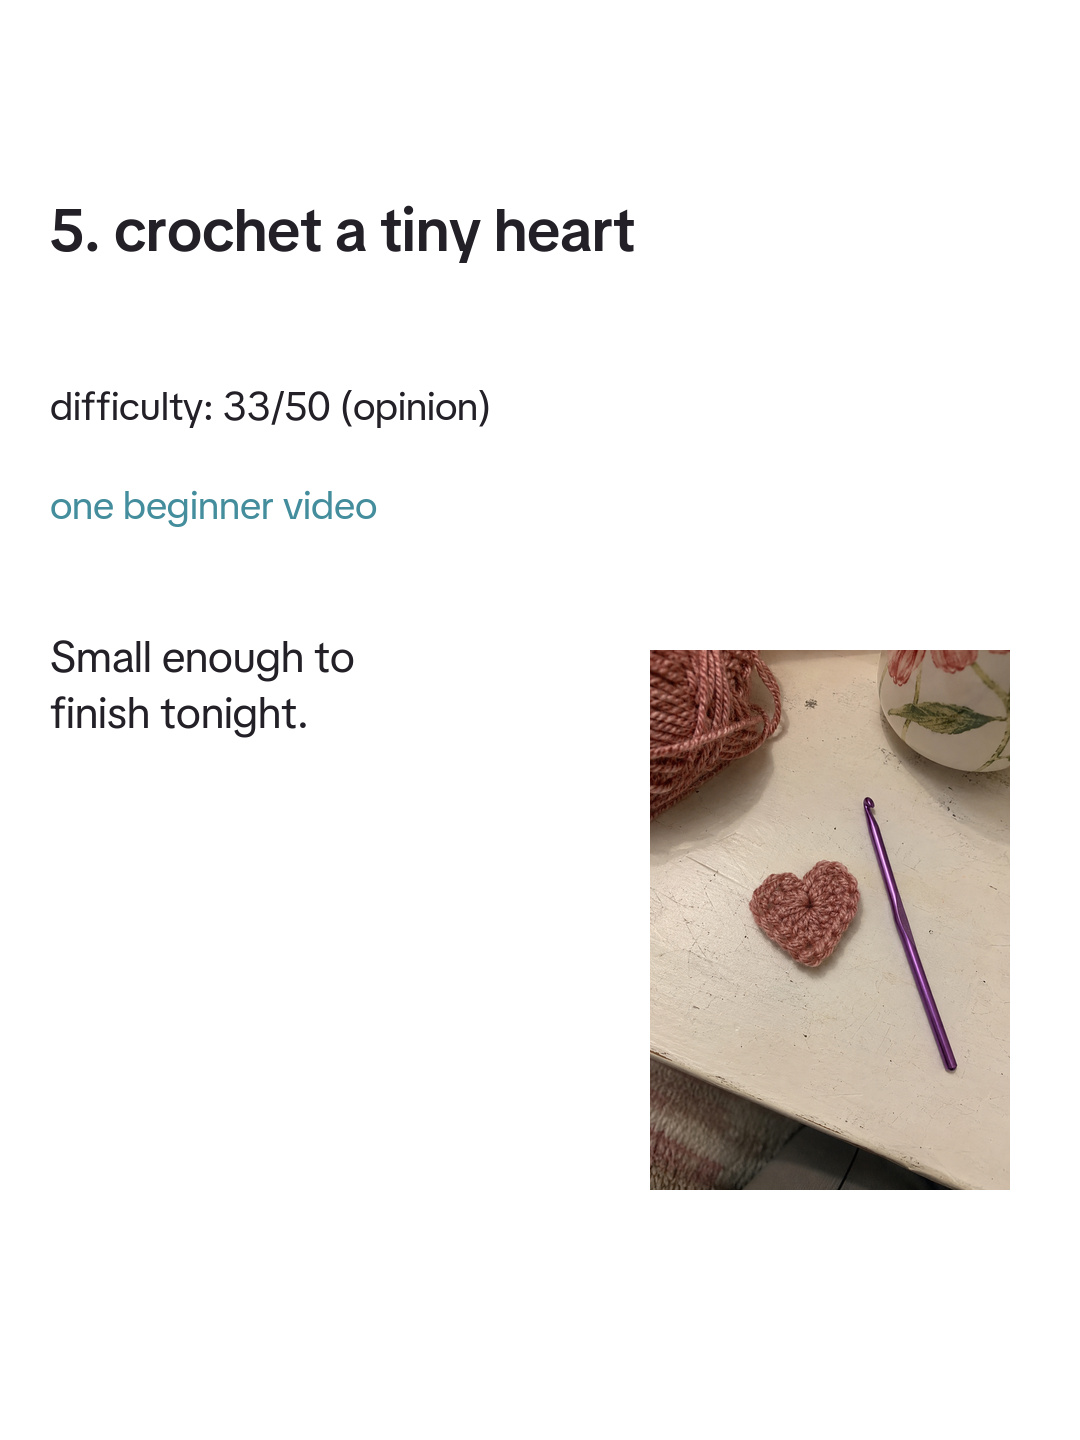 5. crochet a tiny heart
difficulty: 33/50 (opinion)
one beginner video
Small enough to
finish tonight.